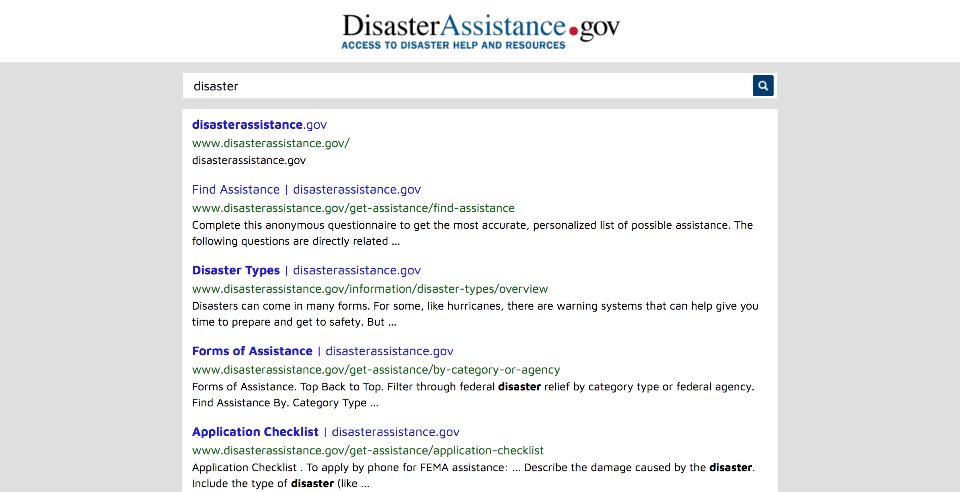 DisasterAssistance.gov
ACCESS TO DISASTER HELP AND RESOURCES
disaster
disasterassistance.gov
www.disasterassistance.gov/
disasterassistance.gov
Find Assistance | disasterassistance.gov
www.disasterassistance.gov/get-assistance/find-assistance
Complete this anonymous questionnaire to get the most accurate, personalized list of possible assistance. The
following questions are directly related ...
Disaster Types | disasterassistance.gov
www.disasterassistance.gov/information/disaster-types/overview
Disasters can come in many forms. For some, like hurricanes, there are warning systems that can help give you
time to prepare and get to safety. But ...
Forms of Assistance | disasterassistance.gov
www.disasterassistance.gov/get-assistance/by-category-or-agency
Forms of Assistance. Top Back to Top. Filter through federal disaster relief by category type or federal agency.
Find Assistance By. Category Type ...
Application Checklist | disasterassistance.gov
www.disasterassistance.gov/get-assistance/application-checklist
Application Checklist . To apply by phone for FEMA assistance: ... Describe the damage caused by the disaster.
Include the type of disaster (like ...